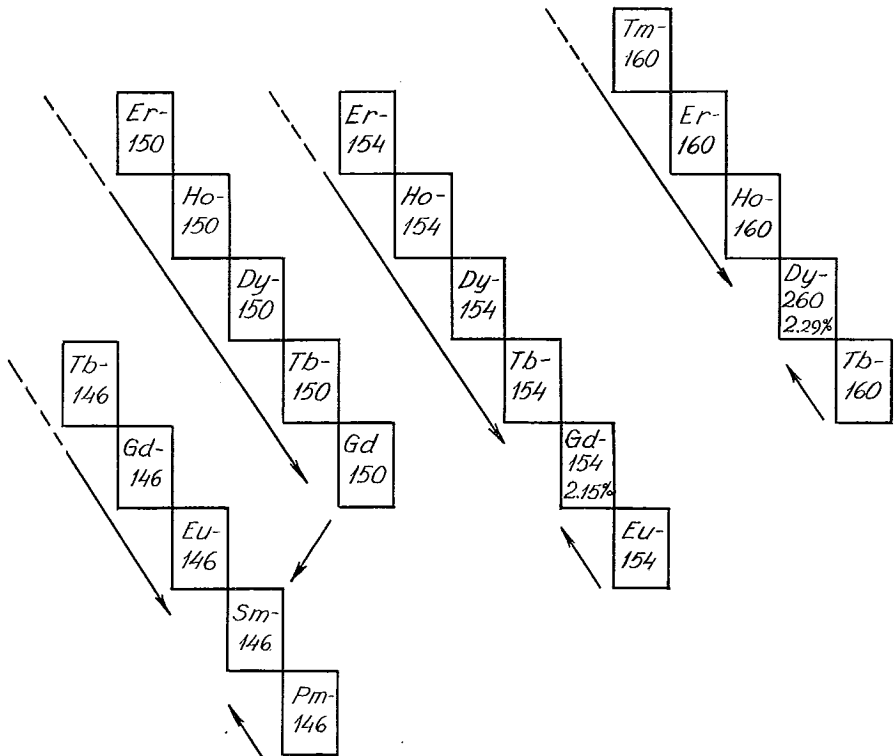 Tm-
160
Er-
160
Ho-
160
Dy-
260
2.29%
Tb-
160
Er-
154
Ho-
154
Dy-
154
Tb-
154
Gd-
154
2.15%
Eu-
154
Er-
150
Ho-
150
Dy-
150
Tb-
150
Gd
150
Tb-
146
Gd-
146
Eu-
146
Sm-
146
Pm-
146